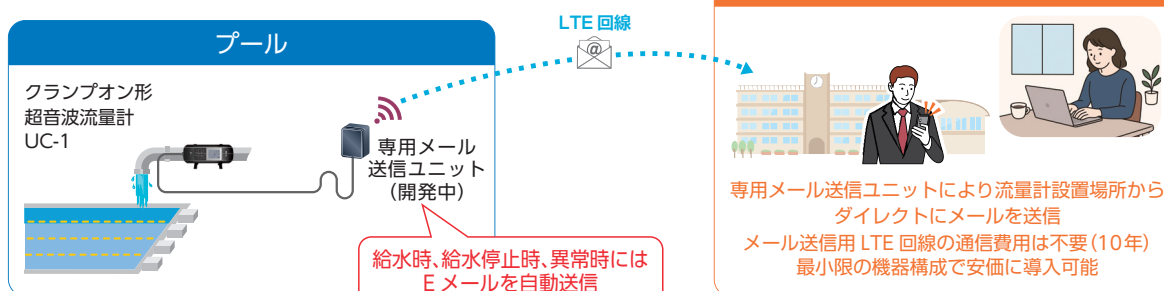 プール
クランプオン形
超音波流量計
UC-1
専用メール
送信ユニット
(開発中)
給水時、給水停止時、異常時には
Eメールを自動送信
LTE 回線
@
専用メール送信ユニットにより流量計設置場所から
ダイレクトにメールを送信
メール送信用 LTE 回線の通信費用は不要(10年)
最小限の機器構成で安価に導入可能